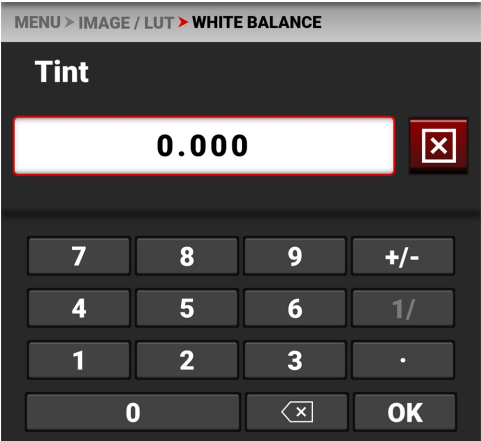 MENU > IMAGE / LUT > WHITE BALANCE
Tint
0.000
7 8 9 +/-
4 5 6 1/
1 2 3 .
0 OK